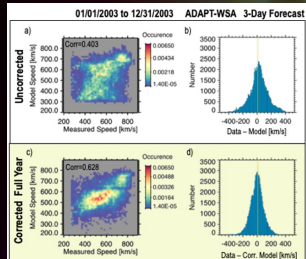 01/01/2003 to 12/31/2003 ADAPT-WSA 3-Day Forecast
Uncorrected
a)
Corr=0.403
Model Speed [km/s]
800.0
700.0
600.0
500.0
400.0
300.0
200.0
200 400 600 800
Measured Speed [km/s]
Occurence
0.00650
0.00434
0.00218
1.40E-05
b)
Number
3500
3000
2500
2000
1500
1000
500
0
-400 -200 0 200 400
Data – Model [km/s]
Corrected Full Year
c)
Corr=0.628
Model Speed [km/s]
800.0
700.0
600.0
500.0
400.0
300.0
200.0
200 400 600 800
Measured Speed [km/s]
Occurence
0.00650
0.00488
0.00326
0.00164
1.40E-05
d)
Number
3500
3000
2500
2000
1500
1000
500
0
-400 -200 0 200 400
Data – Corr. Model [km/s]